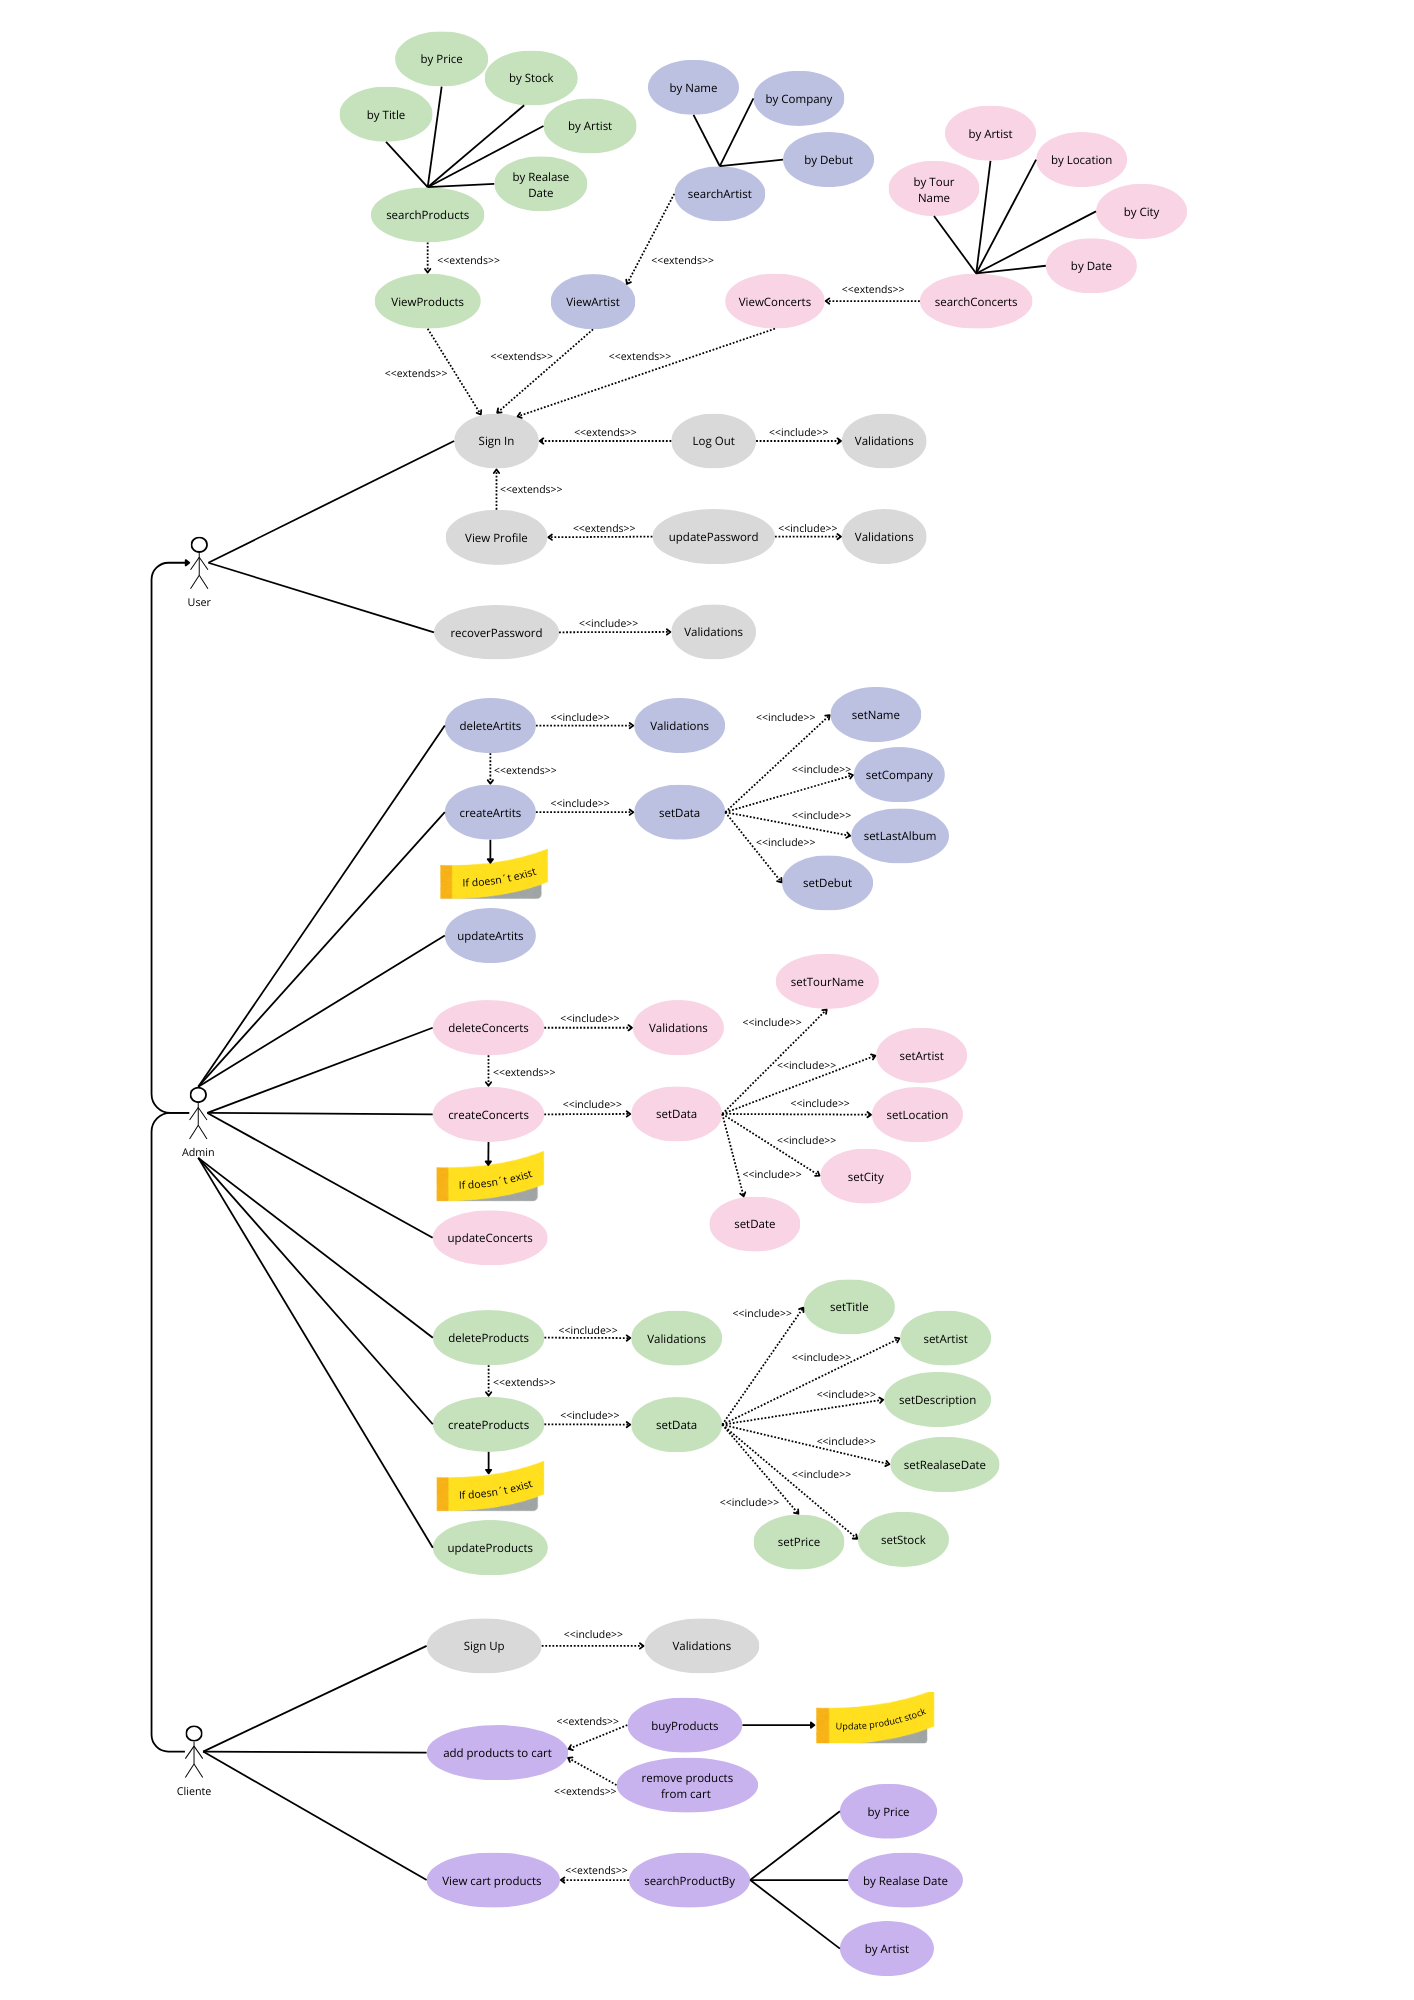 by Price
by Stock
by Title
by Artist
by Realase
Date
searchProducts
<<extends>>
ViewProducts
<<extends>>
by Name
by Company
by Debut
searchArtist
<<extends>>
ViewArtist
<<extends>>
by Artist
by Location
by Tour
Name
by City
by Date
searchConcerts
<<extends>>
ViewConcerts
<<extends>>
Sign In
<<extends>>
Log Out
<<include>>
Validations
<<extends>>
View Profile
<<extends>>
updatePassword
<<include>>
Validations
User
recoverPassword
<<include>>
Validations
deleteArtits
<<include>>
Validations
<<extends>>
createArtits
<<include>>
setData
<<include>>
setName
<<include>>
setCompany
<<include>>
setLastAlbum
<<include>>
setDebut
If doesn´t exist
updateArtits
deleteConcerts
<<include>>
Validations
<<extends>>
createConcerts
<<include>>
setData
<<include>>
setTourName
<<include>>
setArtist
<<include>>
setLocation
<<include>>
setCity
<<include>>
setDate
If doesn´t exist
Admin
updateConcerts
deleteProducts
<<include>>
Validations
<<extends>>
createProducts
<<include>>
setData
<<include>>
setTitle
<<include>>
setArtist
<<include>>
setDescription
<<include>>
setRealaseDate
<<include>>
setStock
<<include>>
setPrice
If doesn´t exist
updateProducts
Sign Up
<<include>>
Validations
<<extends>>
buyProducts
Update product stock
add products to cart
<<extends>>
remove products
from cart
Cliente
View cart products
<<extends>>
searchProductBy
by Price
by Realase Date
by Artist